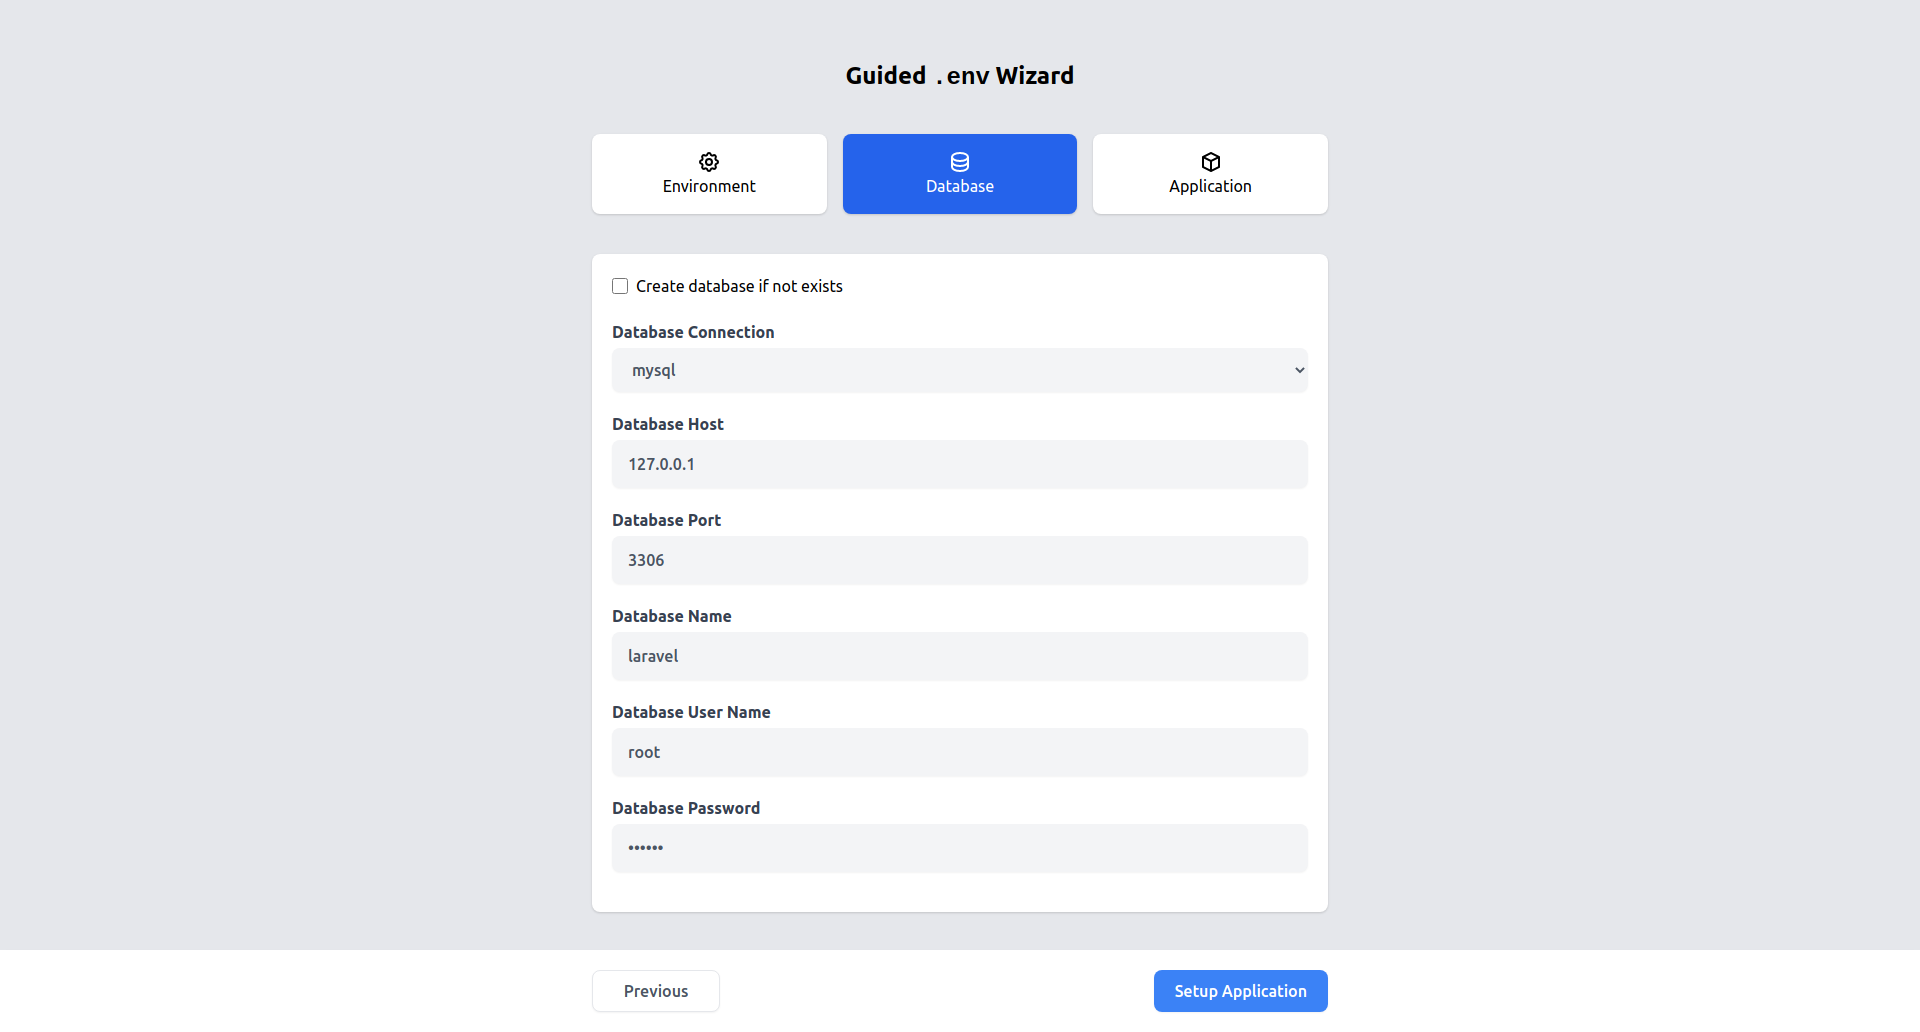 Guided .env Wizard
Environment
Database
Application
Create database if not exists
Database Connection
mysql
Database Host
127.0.0.1
Database Port
3306
Database Name
laravel
Database User Name
root
Database Password
••••••
Previous
Setup Application